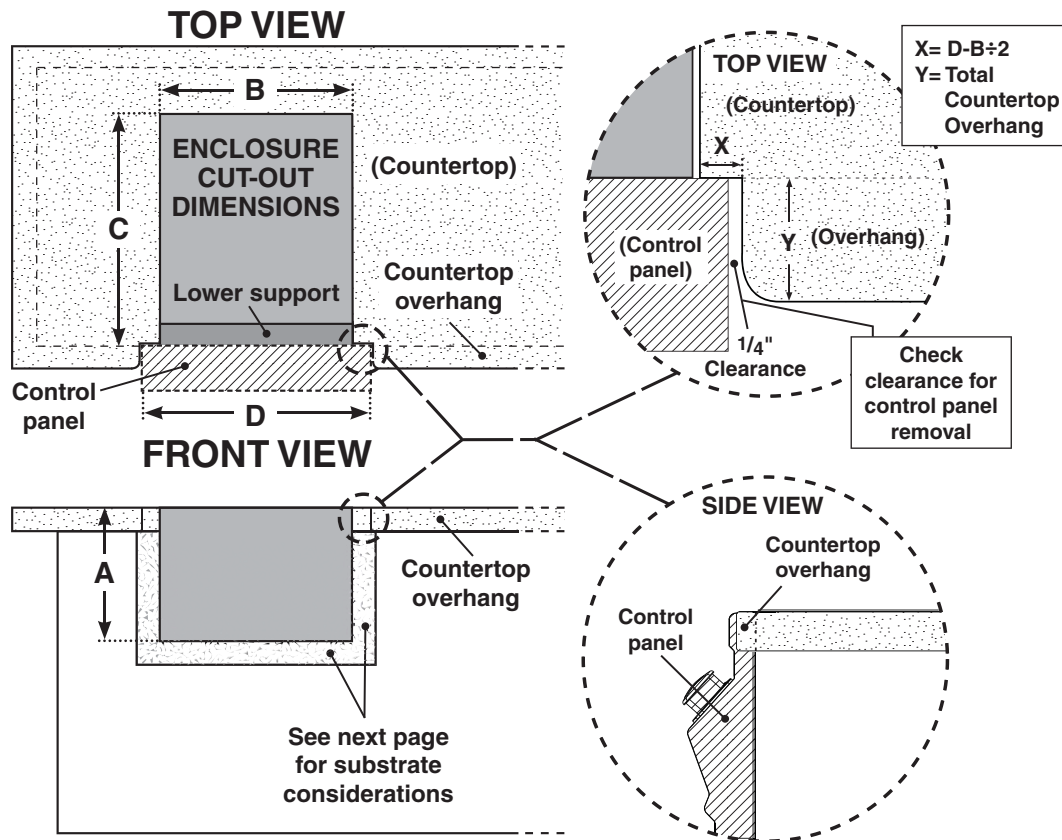 TOP VIEW
B
ENCLOSURE
CUT-OUT
DIMENSIONS
(Countertop)
C
Countertop
overhang
Lower support
Control
panel
D
TOP VIEW
(Countertop)
X
X= D-B÷2
Y= Total
Countertop
Overhang
(Control
panel)
Y
(Overhang)
1/4"
Clearance
Check
clearance for
control panel
removal
FRONT VIEW
A
Countertop
overhang
See next page
for substrate
considerations
SIDE VIEW
Countertop
overhang
Control
panel